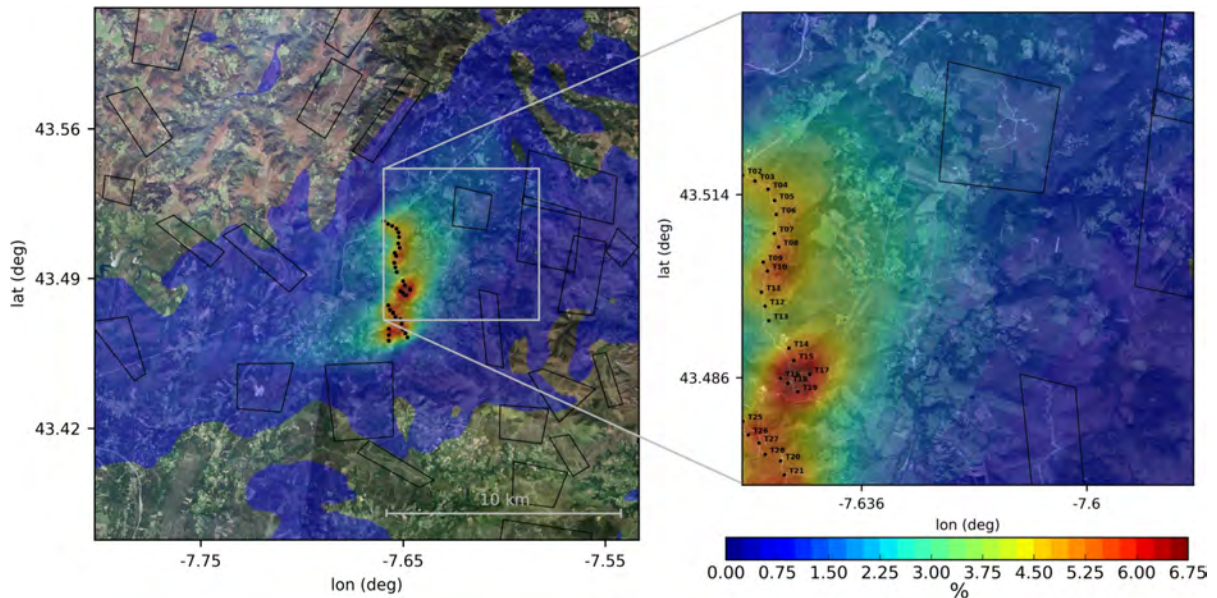 43.56
43.49
43.42
lat (deg)
-7.75
-7.65
-7.55
lon (deg)
10 km
43.514
43.486
lat (deg)
T02
T03
T04
T05
T06
T07
T08
T09
T10
T11
T12
T13
T14
T15
T17
T18
T19
T25
T26
T27
T28
T20
T21
-7.636
-7.6
lon (deg)
0.00 0.75 1.50 2.25 3.00 3.75 4.50 5.25 6.00 6.75
%